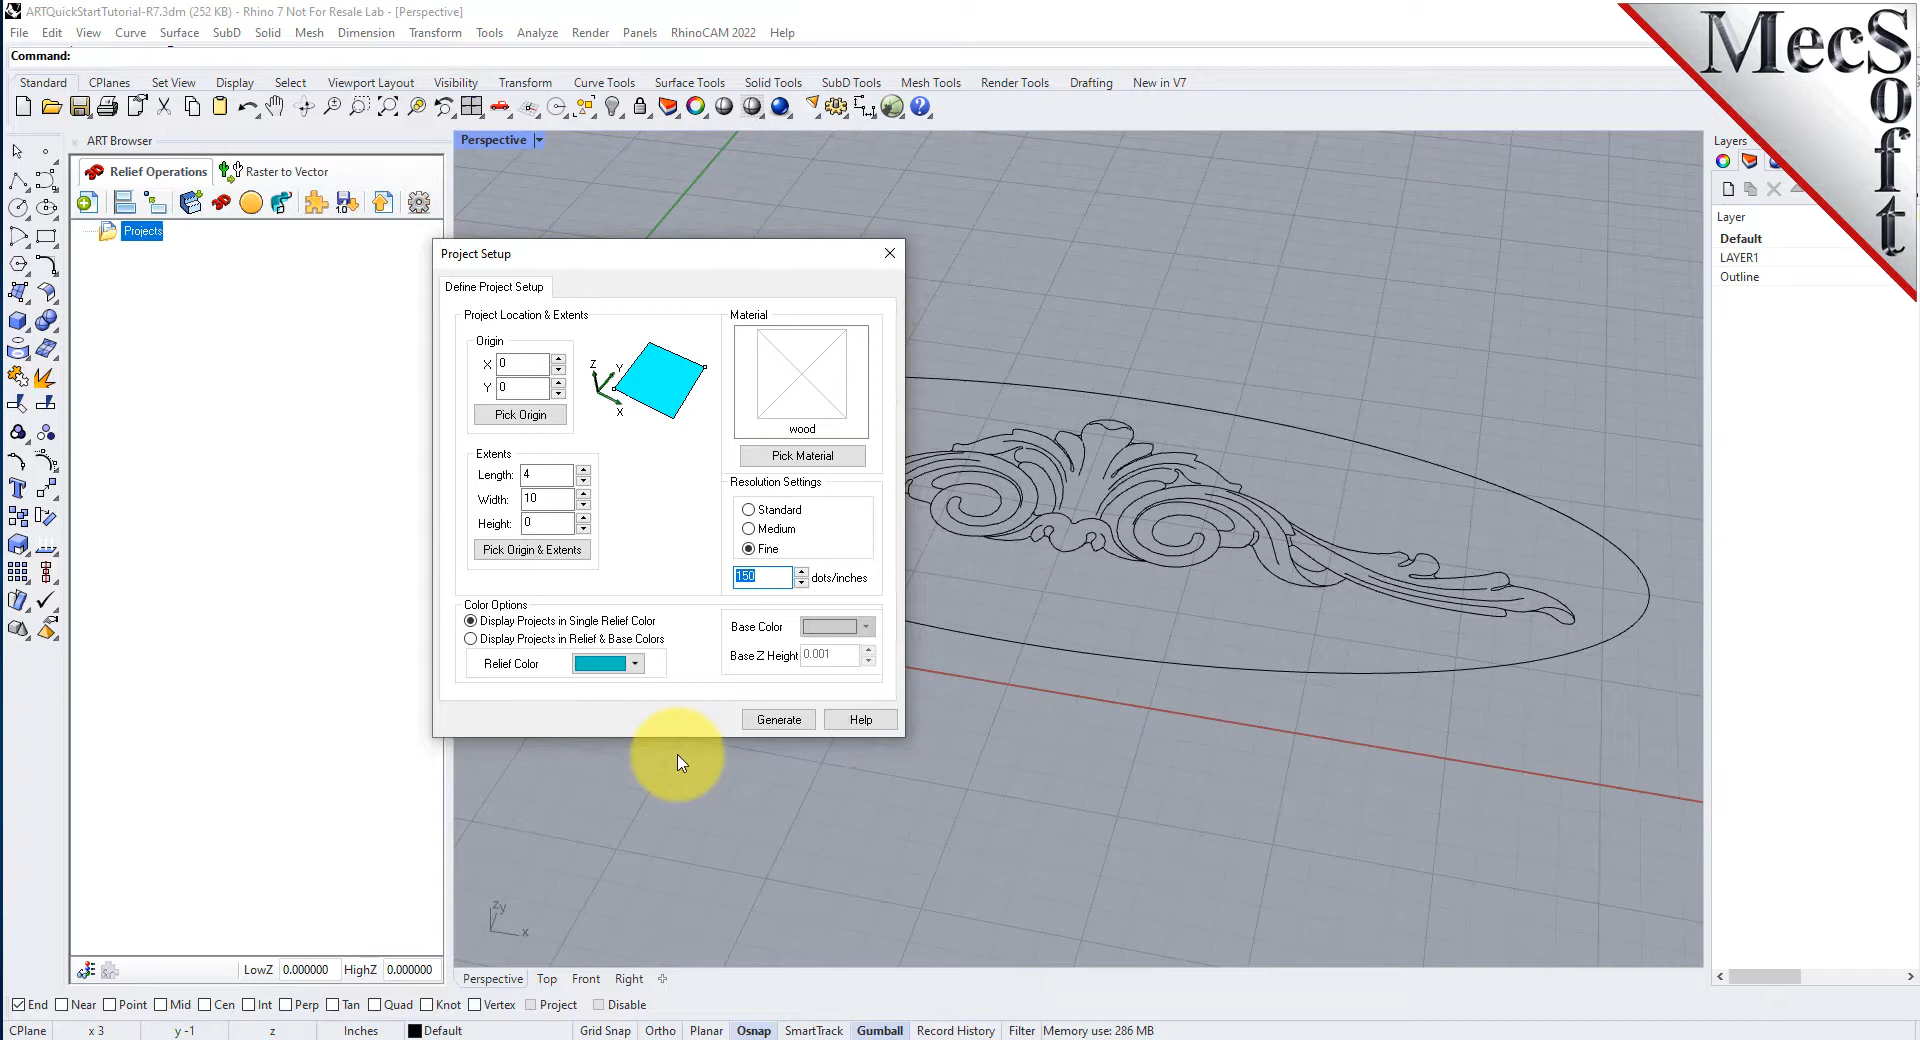 ARTQuickStartTutorial-R7.3dm (252 KB) - Rhino 7 Not For Resale Lab - [Perspective]
File Edit View Curve Surface SubD Solid Mesh Dimension Transform Tools Analyze Render Panels RhinoCAM 2022 Help
Command:
Standard CPlanes Set View Display Select Viewport Layout Visibility Transform Curve Tools Surface Tools Solid Tools SubD Tools Mesh Tools Render Tools Drafting New in V7
MecSoft
ART Browser
Relief Operations Raster to Vector
Projects
Perspective
Layers
Layer
Default
LAYER1
Outline
Project Setup
Define Project Setup
Project Location & Extents
Origin
X 0
Y 0
Pick Origin
Z Y X
Extents
Length: 4
Width: 10
Height: 0
Pick Origin & Extents
Material
wood
Pick Material
Resolution Settings
Standard
Medium
Fine
150 dots/inches
Color Options
Display Projects in Single Relief Color
Display Projects in Relief & Base Colors
Relief Color
Base Color
Base Z Height 0.001
Generate Help
zy x
LowZ 0.000000 HighZ 0.000000
Perspective Top Front Right
End Near Point Mid Cen Int Perp Tan Quad Knot Vertex Project Disable
CPlane x 3 y -1 z Inches Default Grid Snap Ortho Planar Osnap SmartTrack Gumball Record History Filter Memory use: 286 MB